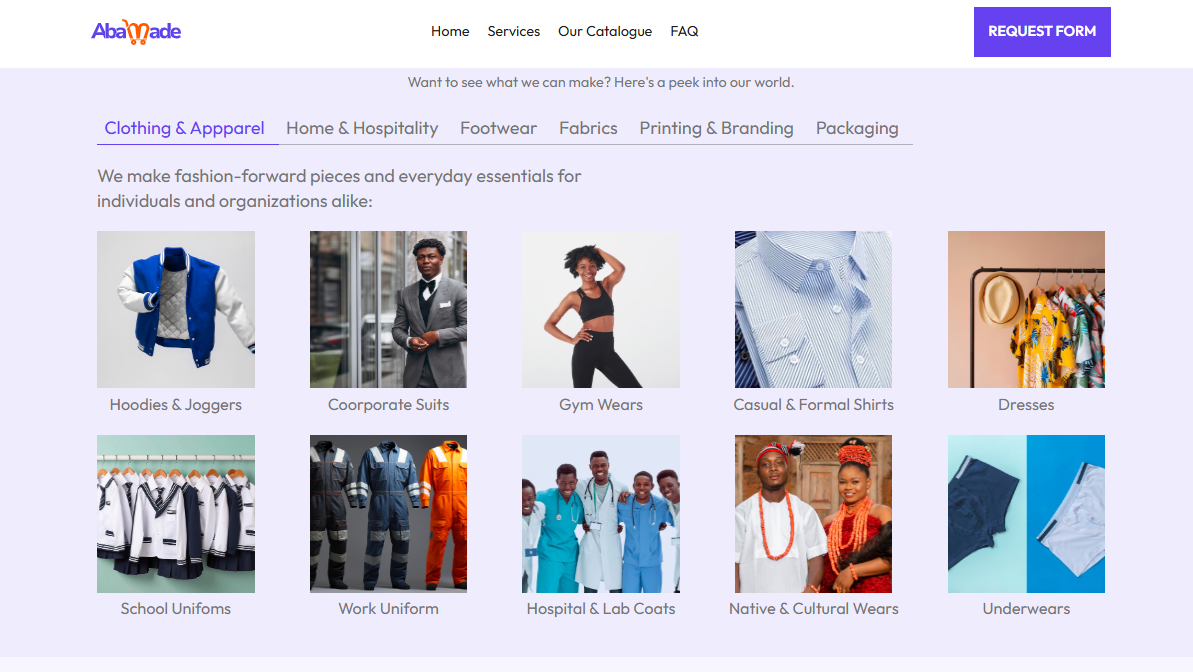 AbaMade
Home Services Our Catalogue FAQ
REQUEST FORM
Want to see what we can make? Here's a peek into our world.
Clothing & Appparel Home & Hospitality Footwear Fabrics Printing & Branding Packaging
We make fashion-forward pieces and everyday essentials for
individuals and organizations alike:
Hoodies & Joggers
Coorporate Suits
Gym Wears
Casual & Formal Shirts
Dresses
School Unifoms
Work Uniform
Hospital & Lab Coats
Native & Cultural Wears
Underwears